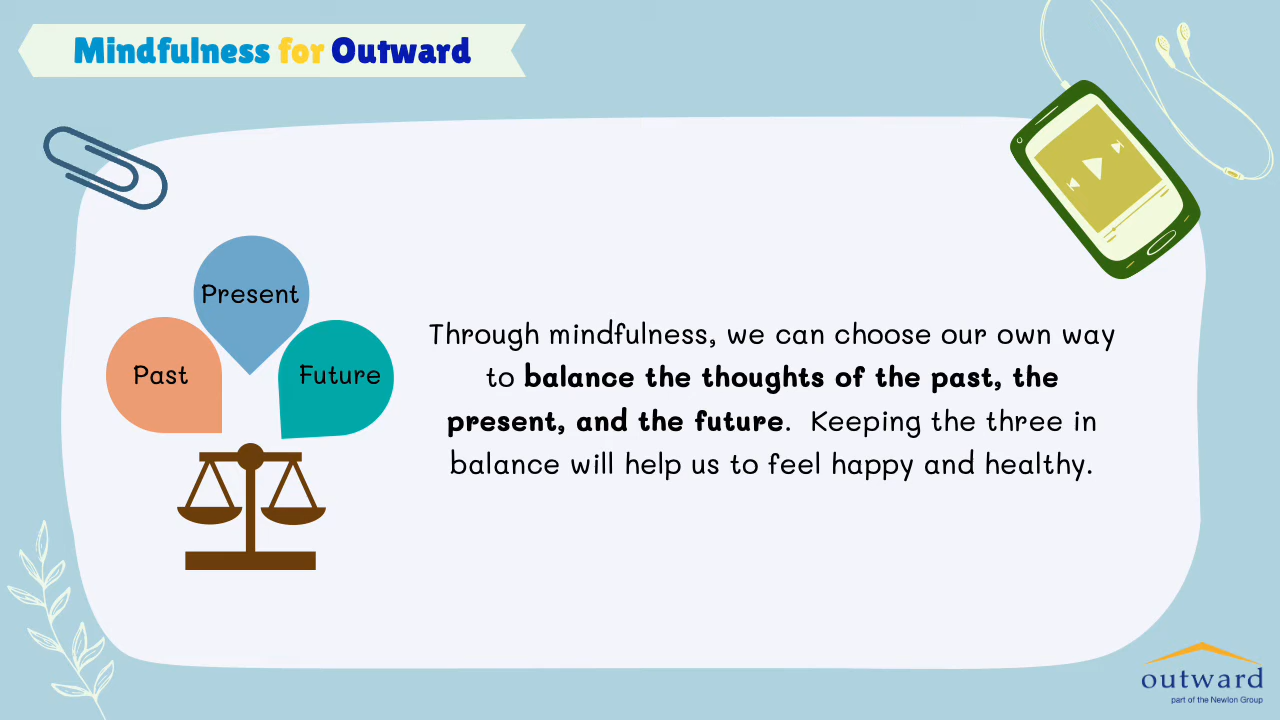 Mindfulness for Outward
Present
Past
Future
Through mindfulness, we can choose our own way
to balance the thoughts of the past, the
present, and the future.  Keeping the three in
balance will help us to feel happy and healthy.
outward
part of the Newlon Group